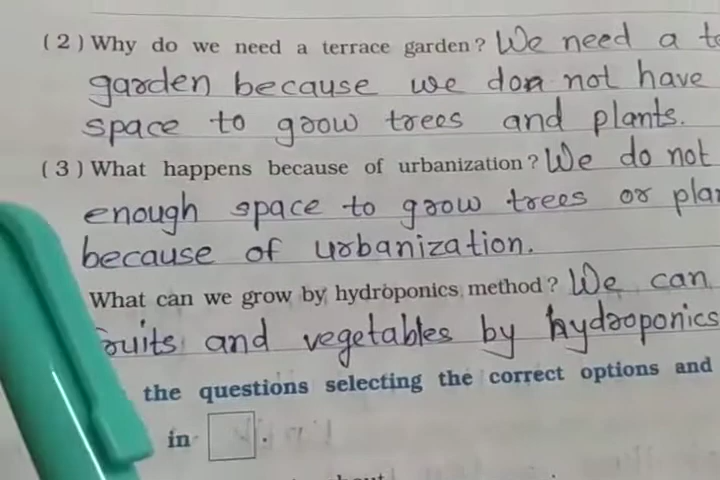 (2) Why do we need a terrace garden? We need a
garden because we don not have
space to grow trees and plants.
(3) What happens because of urbanization? We do not
enough space to grow trees or
because of urbanization.
What can we grow by hydroponics method? We can
fruits and vegetables by hydroponics
the questions selecting the correct options and
in